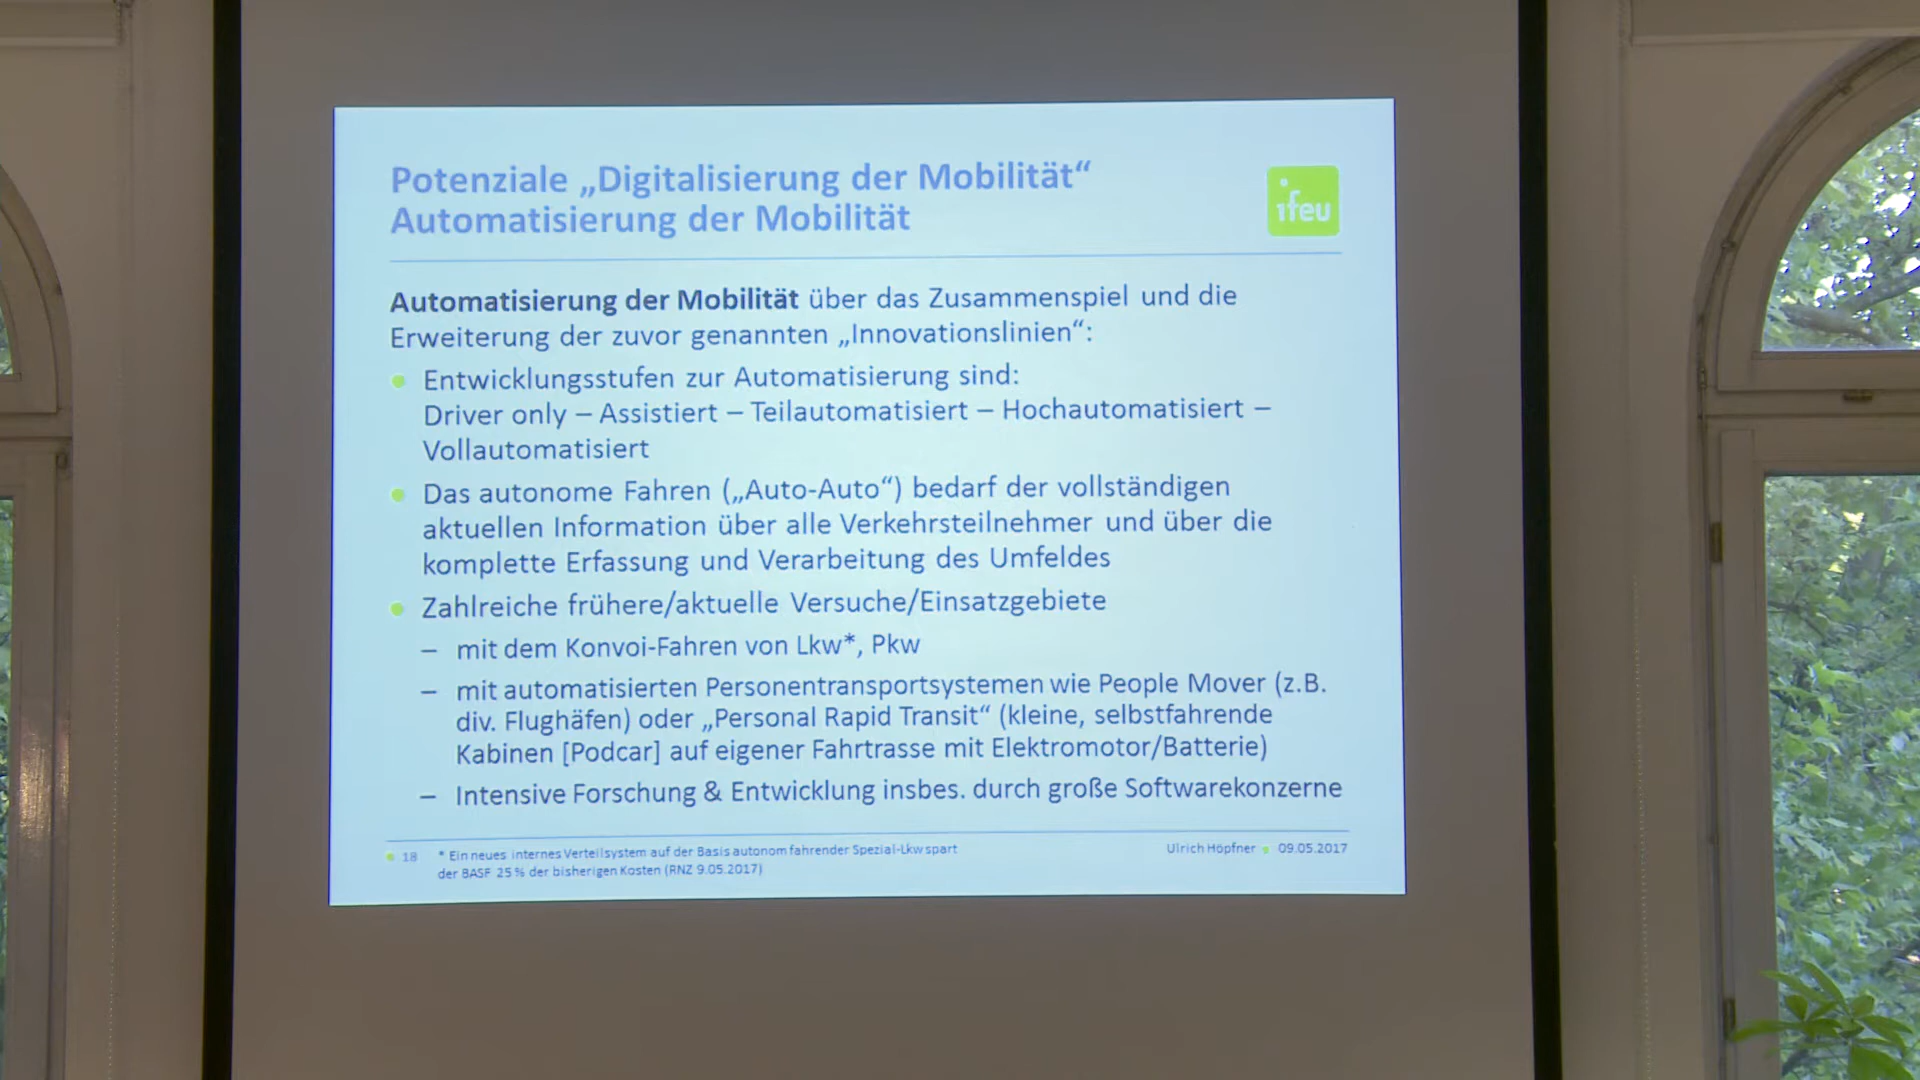 Potenziale „Digitalisierung der Mobilität“
Automatisierung der Mobilität
ifeu
Automatisierung der Mobilität über das Zusammenspiel und die
Erweiterung der zuvor genannten „Innovationslinien“:
Entwicklungsstufen zur Automatisierung sind:
Driver only – Assistiert – Teilautomatisiert – Hochautomatisiert –
Vollautomatisiert
Das autonome Fahren („Auto-Auto“) bedarf der vollständigen
aktuellen Information über alle Verkehrsteilnehmer und über die
komplette Erfassung und Verarbeitung des Umfeldes
Zahlreiche frühere/aktuelle Versuche/Einsatzgebiete
– mit dem Konvoi-Fahren von Lkw*, Pkw
– mit automatisierten Personentransportsystemen wie People Mover (z.B.
div. Flughäfen) oder „Personal Rapid Transit“ (kleine, selbstfahrende
Kabinen [Podcar] auf eigener Fahrtrasse mit Elektromotor/Batterie)
– Intensive Forschung & Entwicklung insbes. durch große Softwarekonzerne
18 * Ein neues internes Verteilsystem auf der Basis autonom fahrender Spezial-Lkw spart
der BASF 25 % der bisherigen Kosten (RNZ 9.05.2017)
Ulrich Höpfner 09.05.2017